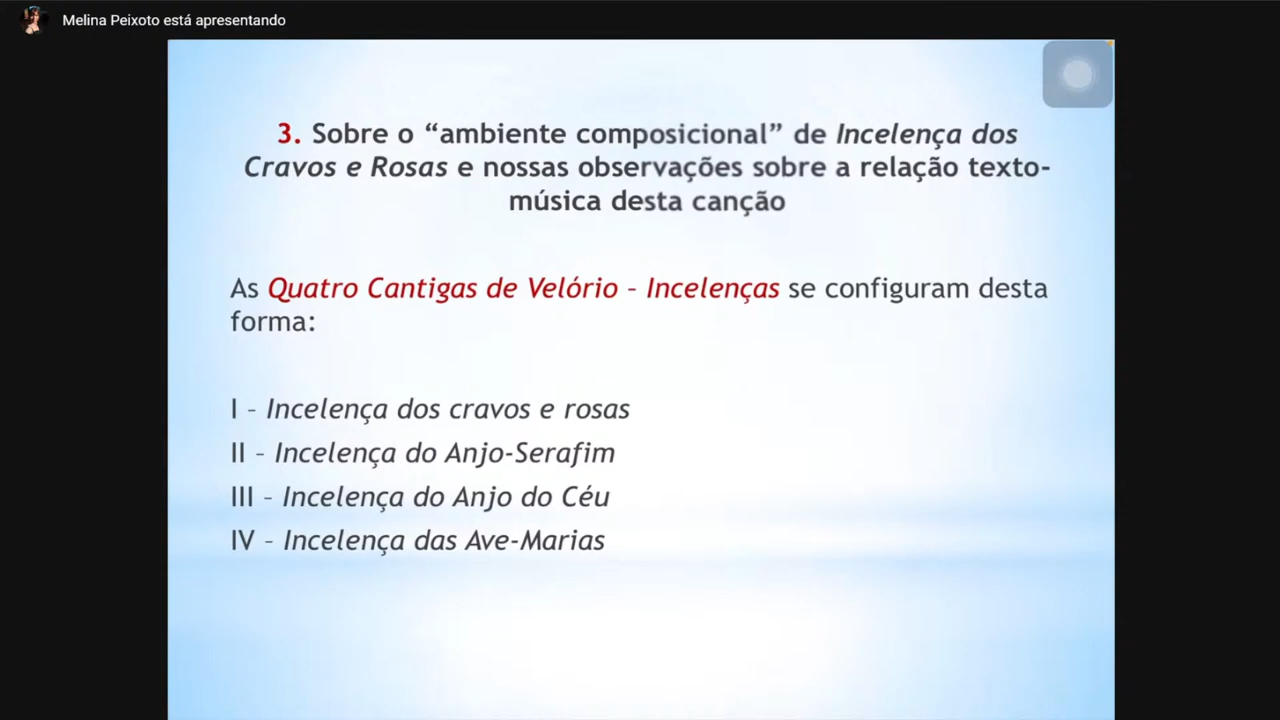 Melina Peixoto está apresentando
3. Sobre o “ambiente composicional” de Incelença dos
Cravos e Rosas e nossas observações sobre a relação texto-
música desta canção
As Quatro Cantigas de Velório – Incelenças se configuram desta
forma:
I – Incelença dos cravos e rosas
II – Incelença do Anjo-Serafim
III – Incelença do Anjo do Céu
IV – Incelença das Ave-Marias